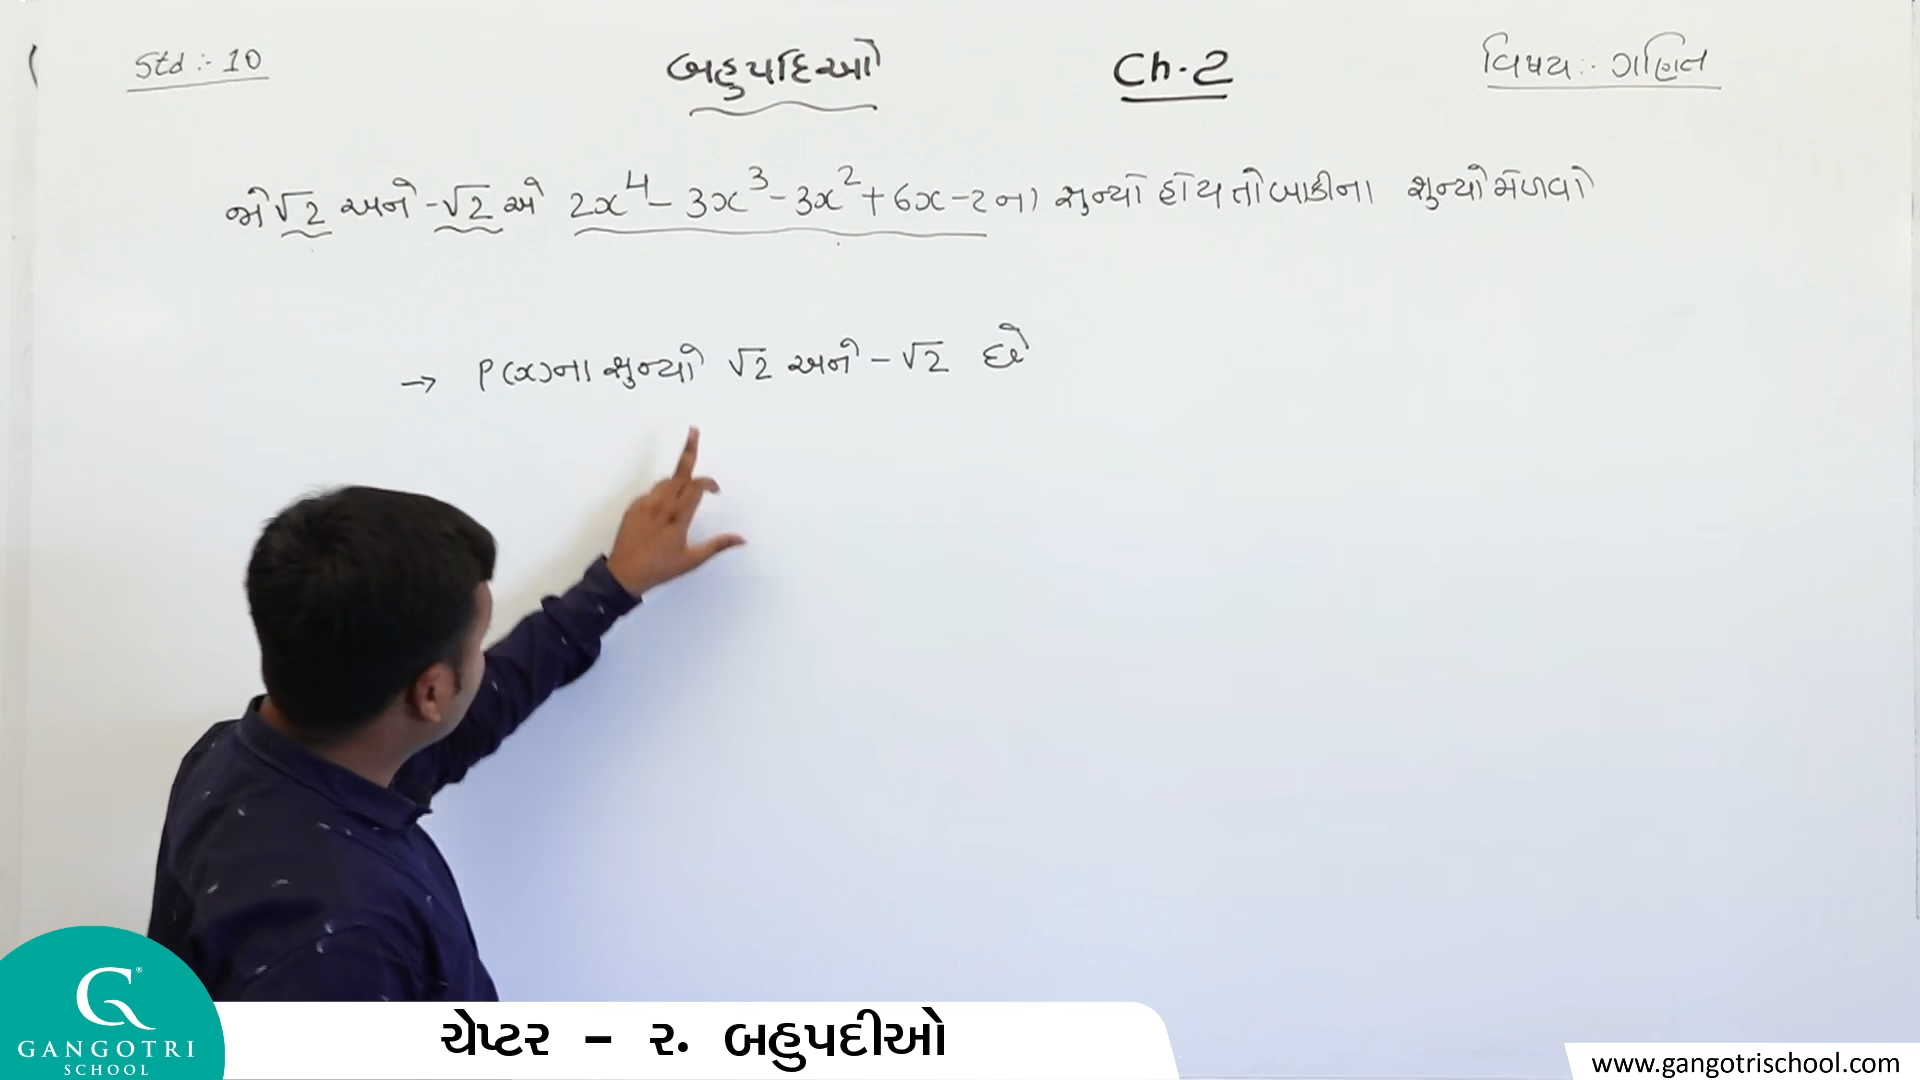 Std :- 10
બહુપદિઓ
Ch.2
વિષય :- ગણિત
જો √2 અને -√2 એ 2x⁴ - 3x³ - 3x² + 6x - 2 ના શુન્યો હોય તો બાકીના શુન્યો મેળવો
→ P(x)ના શુન્યો √2 અને - √2 છે
GANGOTRI
SCHOOL
ચેપ્ટર – ૨. બહુપદીઓ
www.gangotrischool.com